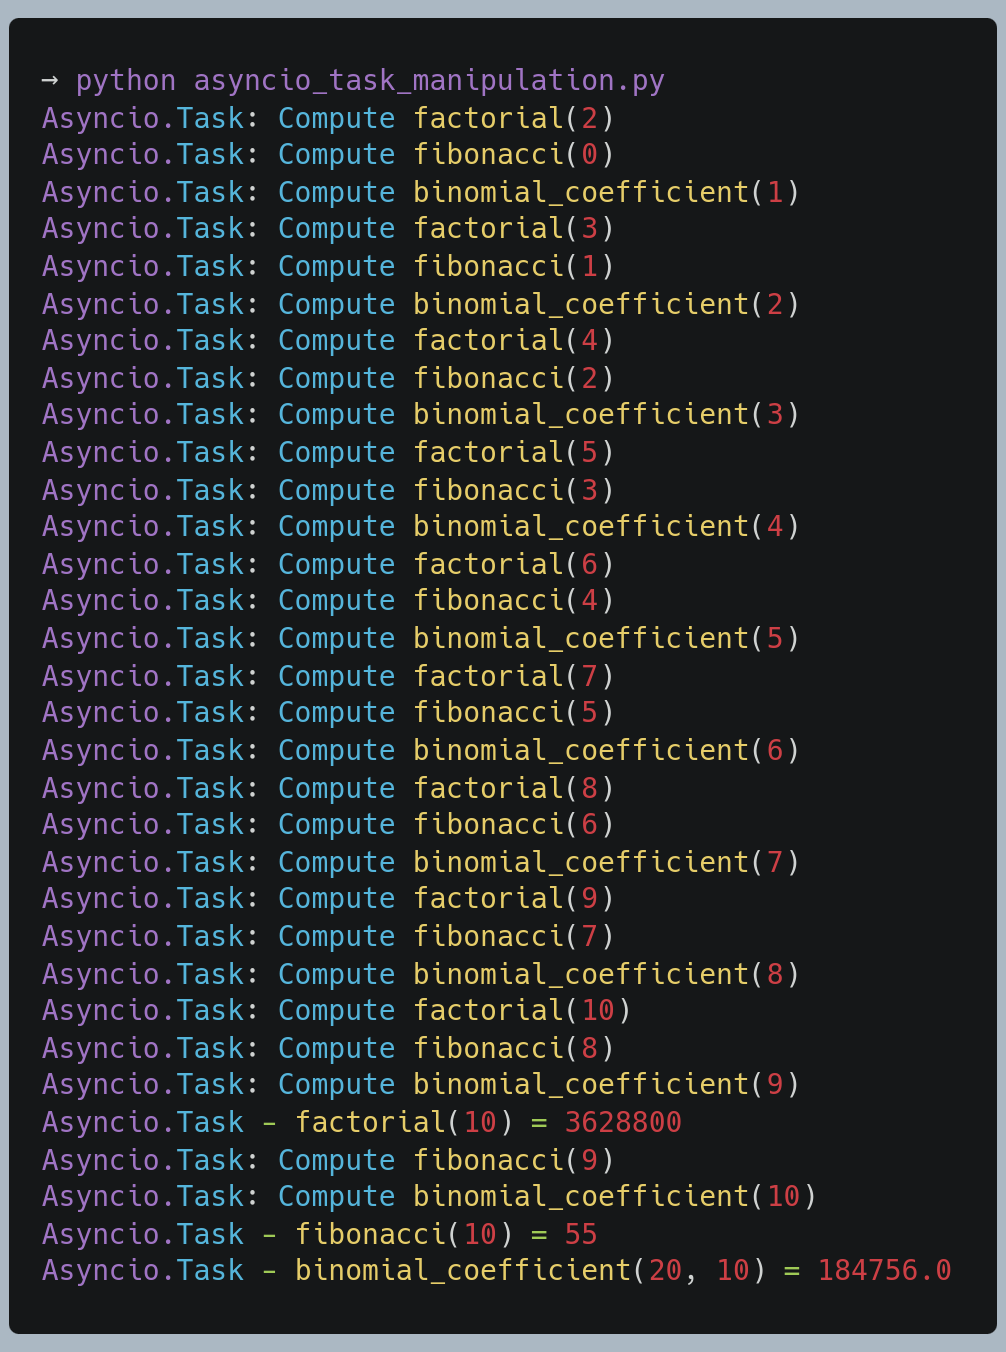 → python asyncio_task_manipulation.py
Asyncio.Task: Compute factorial(2)
Asyncio.Task: Compute fibonacci(0)
Asyncio.Task: Compute binomial_coefficient(1)
Asyncio.Task: Compute factorial(3)
Asyncio.Task: Compute fibonacci(1)
Asyncio.Task: Compute binomial_coefficient(2)
Asyncio.Task: Compute factorial(4)
Asyncio.Task: Compute fibonacci(2)
Asyncio.Task: Compute binomial_coefficient(3)
Asyncio.Task: Compute factorial(5)
Asyncio.Task: Compute fibonacci(3)
Asyncio.Task: Compute binomial_coefficient(4)
Asyncio.Task: Compute factorial(6)
Asyncio.Task: Compute fibonacci(4)
Asyncio.Task: Compute binomial_coefficient(5)
Asyncio.Task: Compute factorial(7)
Asyncio.Task: Compute fibonacci(5)
Asyncio.Task: Compute binomial_coefficient(6)
Asyncio.Task: Compute factorial(8)
Asyncio.Task: Compute fibonacci(6)
Asyncio.Task: Compute binomial_coefficient(7)
Asyncio.Task: Compute factorial(9)
Asyncio.Task: Compute fibonacci(7)
Asyncio.Task: Compute binomial_coefficient(8)
Asyncio.Task: Compute factorial(10)
Asyncio.Task: Compute fibonacci(8)
Asyncio.Task: Compute binomial_coefficient(9)
Asyncio.Task - factorial(10) = 3628800
Asyncio.Task: Compute fibonacci(9)
Asyncio.Task: Compute binomial_coefficient(10)
Asyncio.Task - fibonacci(10) = 55
Asyncio.Task - binomial_coefficient(20, 10) = 184756.0